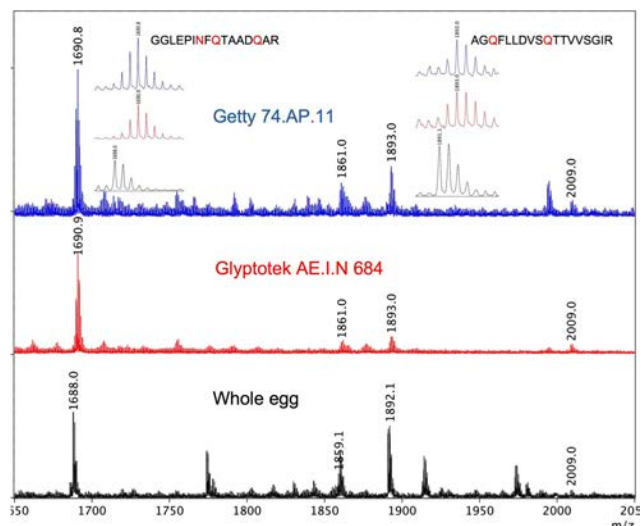 GGLEPINFQTAADQAR
AGQFLLDVSQTTVVSGIR
1690.8
Getty 74.AP.11
1861.0
1893.0
2009.0
1690.9
Glyptotek AE.I.N 684
1861.0
1893.0
2009.0
1688.0
Whole egg
1859.1
1892.1
2009.0
650 1700 1750 1800 1850 1900 1950 2000 205
m/z